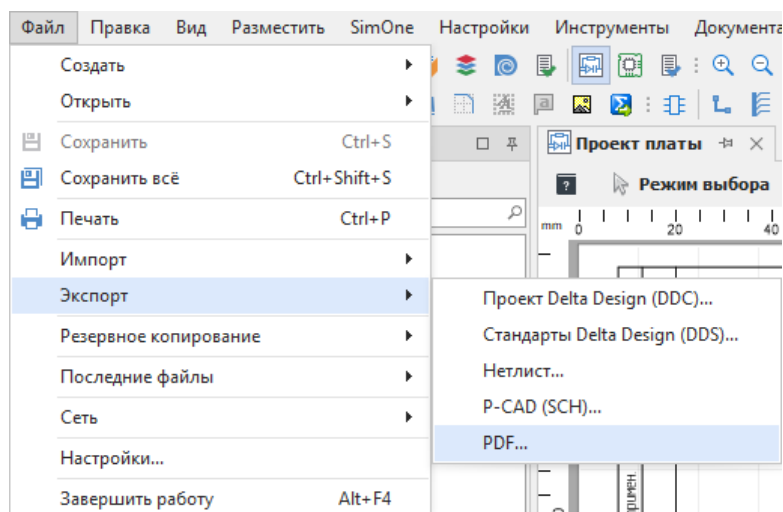 Файл Правка Вид Разместить SimOne Настройки Инструменты Документа
Создать
Открыть
Сохранить Ctrl+S
Проект платы
Сохранить всё Ctrl+Shift+S
Режим выбора
Печать Ctrl+P
mm 0 20 40
Импорт
Экспорт
Проект Delta Design (DDC)...
Стандарты Delta Design (DDS)...
Резервное копирование
Нетлист...
Последние файлы
P-CAD (SCH)...
Сеть
PDF...
Настройки...
Завершить работу Alt+F4
примен.